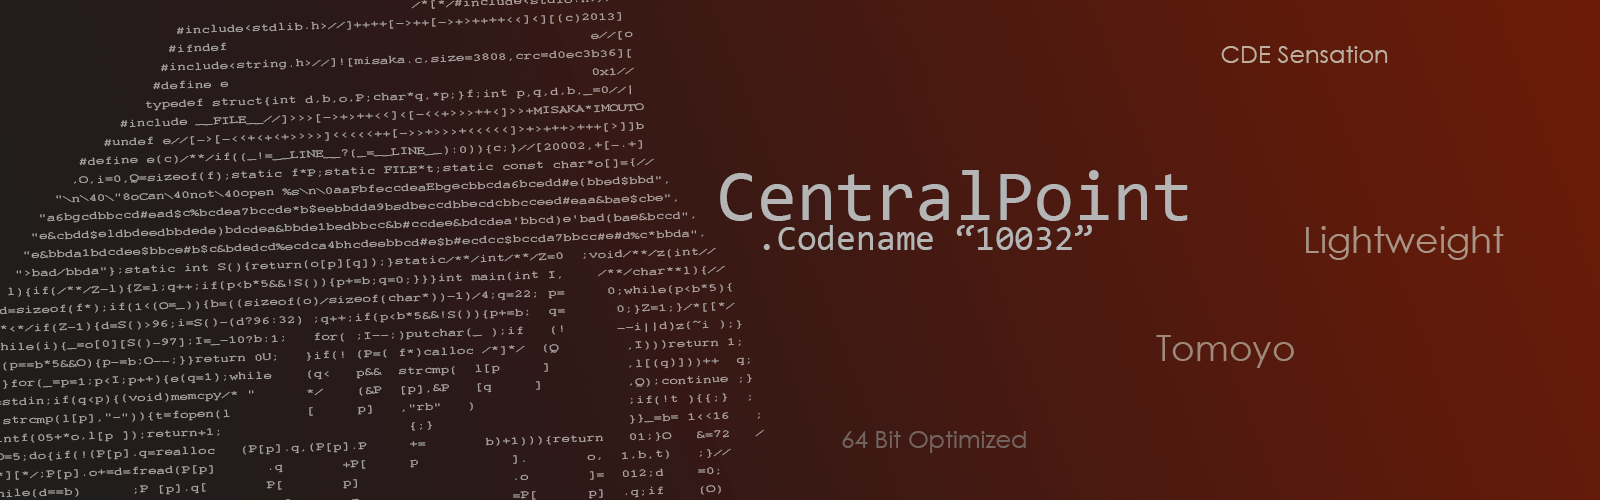 /*[*/#include<stdio.h>//
#include<stdlib.h>//]++++[->++[->+>++++<<]<][(c)2013]
#ifndef e//[o
#include<string.h>//]![misaka.c,size=3808,crc=d0ec3b36][
#define e 0x1//
typedef struct{int d,b,o,P;char*q,*p;}f;int p,q,d,b,_=0//|
#include __FILE__//]>>>[->+>++<<]<[-<<+>>>++<]>>+MISAKA*IMOUTO
#undef e//[->[-<<+<+<+>>>>]<<<<<++[->>+>>>+<<<<<]>+>+++>+++[>]]b
#define e(c)/**/if((_!=__LINE__?(_=__LINE__):0)){c;}//[20002,+[-.+]
,O,i=0,Q=sizeof(f);static f*P;static FILE*t;static const char*o[]={//
"\n\40\"8oCan\40not\40open %s\n\0aaFbfeccdeaEbgecbbcda6bcedd#e(bbed$bbd",
"a6bgcdbbccd#ead$c%bcdea7bccde*b$eebbdda9bsdbeccdbbecdcbbcceed#eaa&bae$cbe",
"e&cbdd$eldbdeedbbdede)bdcdea&bbde1bedbbcc&b#ccdee&bdcdea'bbcd)e'bad(bae&bccd",
"e&bbda1bdcdee$bbce#b$c&bdedcd%ecdca4bhcdeebbcd#e$b#ecdcc$bccda7bbcc#e#d%c*bbda",
">bad/bbda"};static int S(){return(o[p][q]);}static/**/int/**/Z=0 ;void/**/z(int//
l){if(/**/Z-l){Z=l;q++;if(p<b*5&&!S()){p+=b;q=0;}}}int main(int I, /**/char**l){//
d=sizeof(f*);if(1<(O=_)){b=((sizeof(o)/sizeof(char*))-1)/4;q=22; p= 0;while(p<b*5){
*<*/if(Z-1){d=S()>96;i=S()-(d?96:32) ;q++;if(p<b*5&&!S()){p+=b; q= 0;}Z=1;}/*[[*/
hile(i){_=o[0][S()-97];I=_-10?b:1; for( ;I--;)putchar(_ );if (! --i||d)z(~i );}
(p==b*5&&O){p-=b;O--;}}return 0U; }if(! (P=( f*)calloc /*]*/ (Q ,I)))return 1;
}for(_=p=1;p<I;p++){e(q=1);while (q< p&& strcmp( l[p ] ,l[(q)]))++ q;
=stdin;if(q<p){(void)memcpy/* " */ (&P [p],&P [q ] ,Q);continue ;}
strcmp(l[p],"-")){t=fopen(l [ p] ,"rb" ) ;if(!t ){{;} ;
intf(05+*o,l[p ]);return+1; {;} }}_=b= 1<<16 ;
O=5;do{if(!(P[p].q=realloc (P[p].q,(P[p].P += b)+1))){return 01;}O &=72 /
*][*/;P[p].o+=d=fread(P[p] .q +P[ p ]. o, 1,b,t) ;}//
hile(d==b) ;P [p].q[ P[ p] .o ]= 012;d =0;
=P[ p] .q;if (O)
CentralPoint
.Codename “10032”
CDE Sensation
Lightweight
Tomoyo
64 Bit Optimized